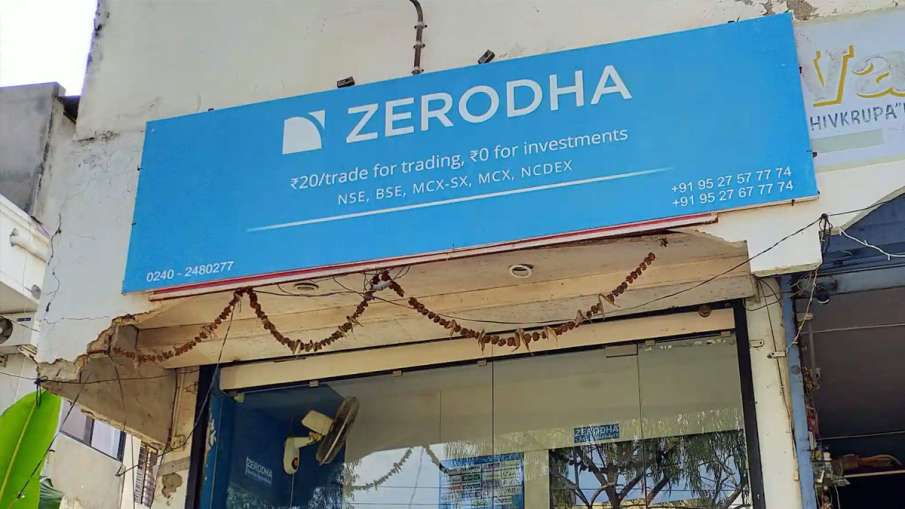 ZERODHA
₹20/trade for trading, ₹0 for investments
NSE, BSE, MCX-SX, MCX, NCDEX
+91 95 27 57 77 74
+91 95 27 67 77 74
0240 - 2480277
HIVKRUPA"
ZERODHA
ZERODHA